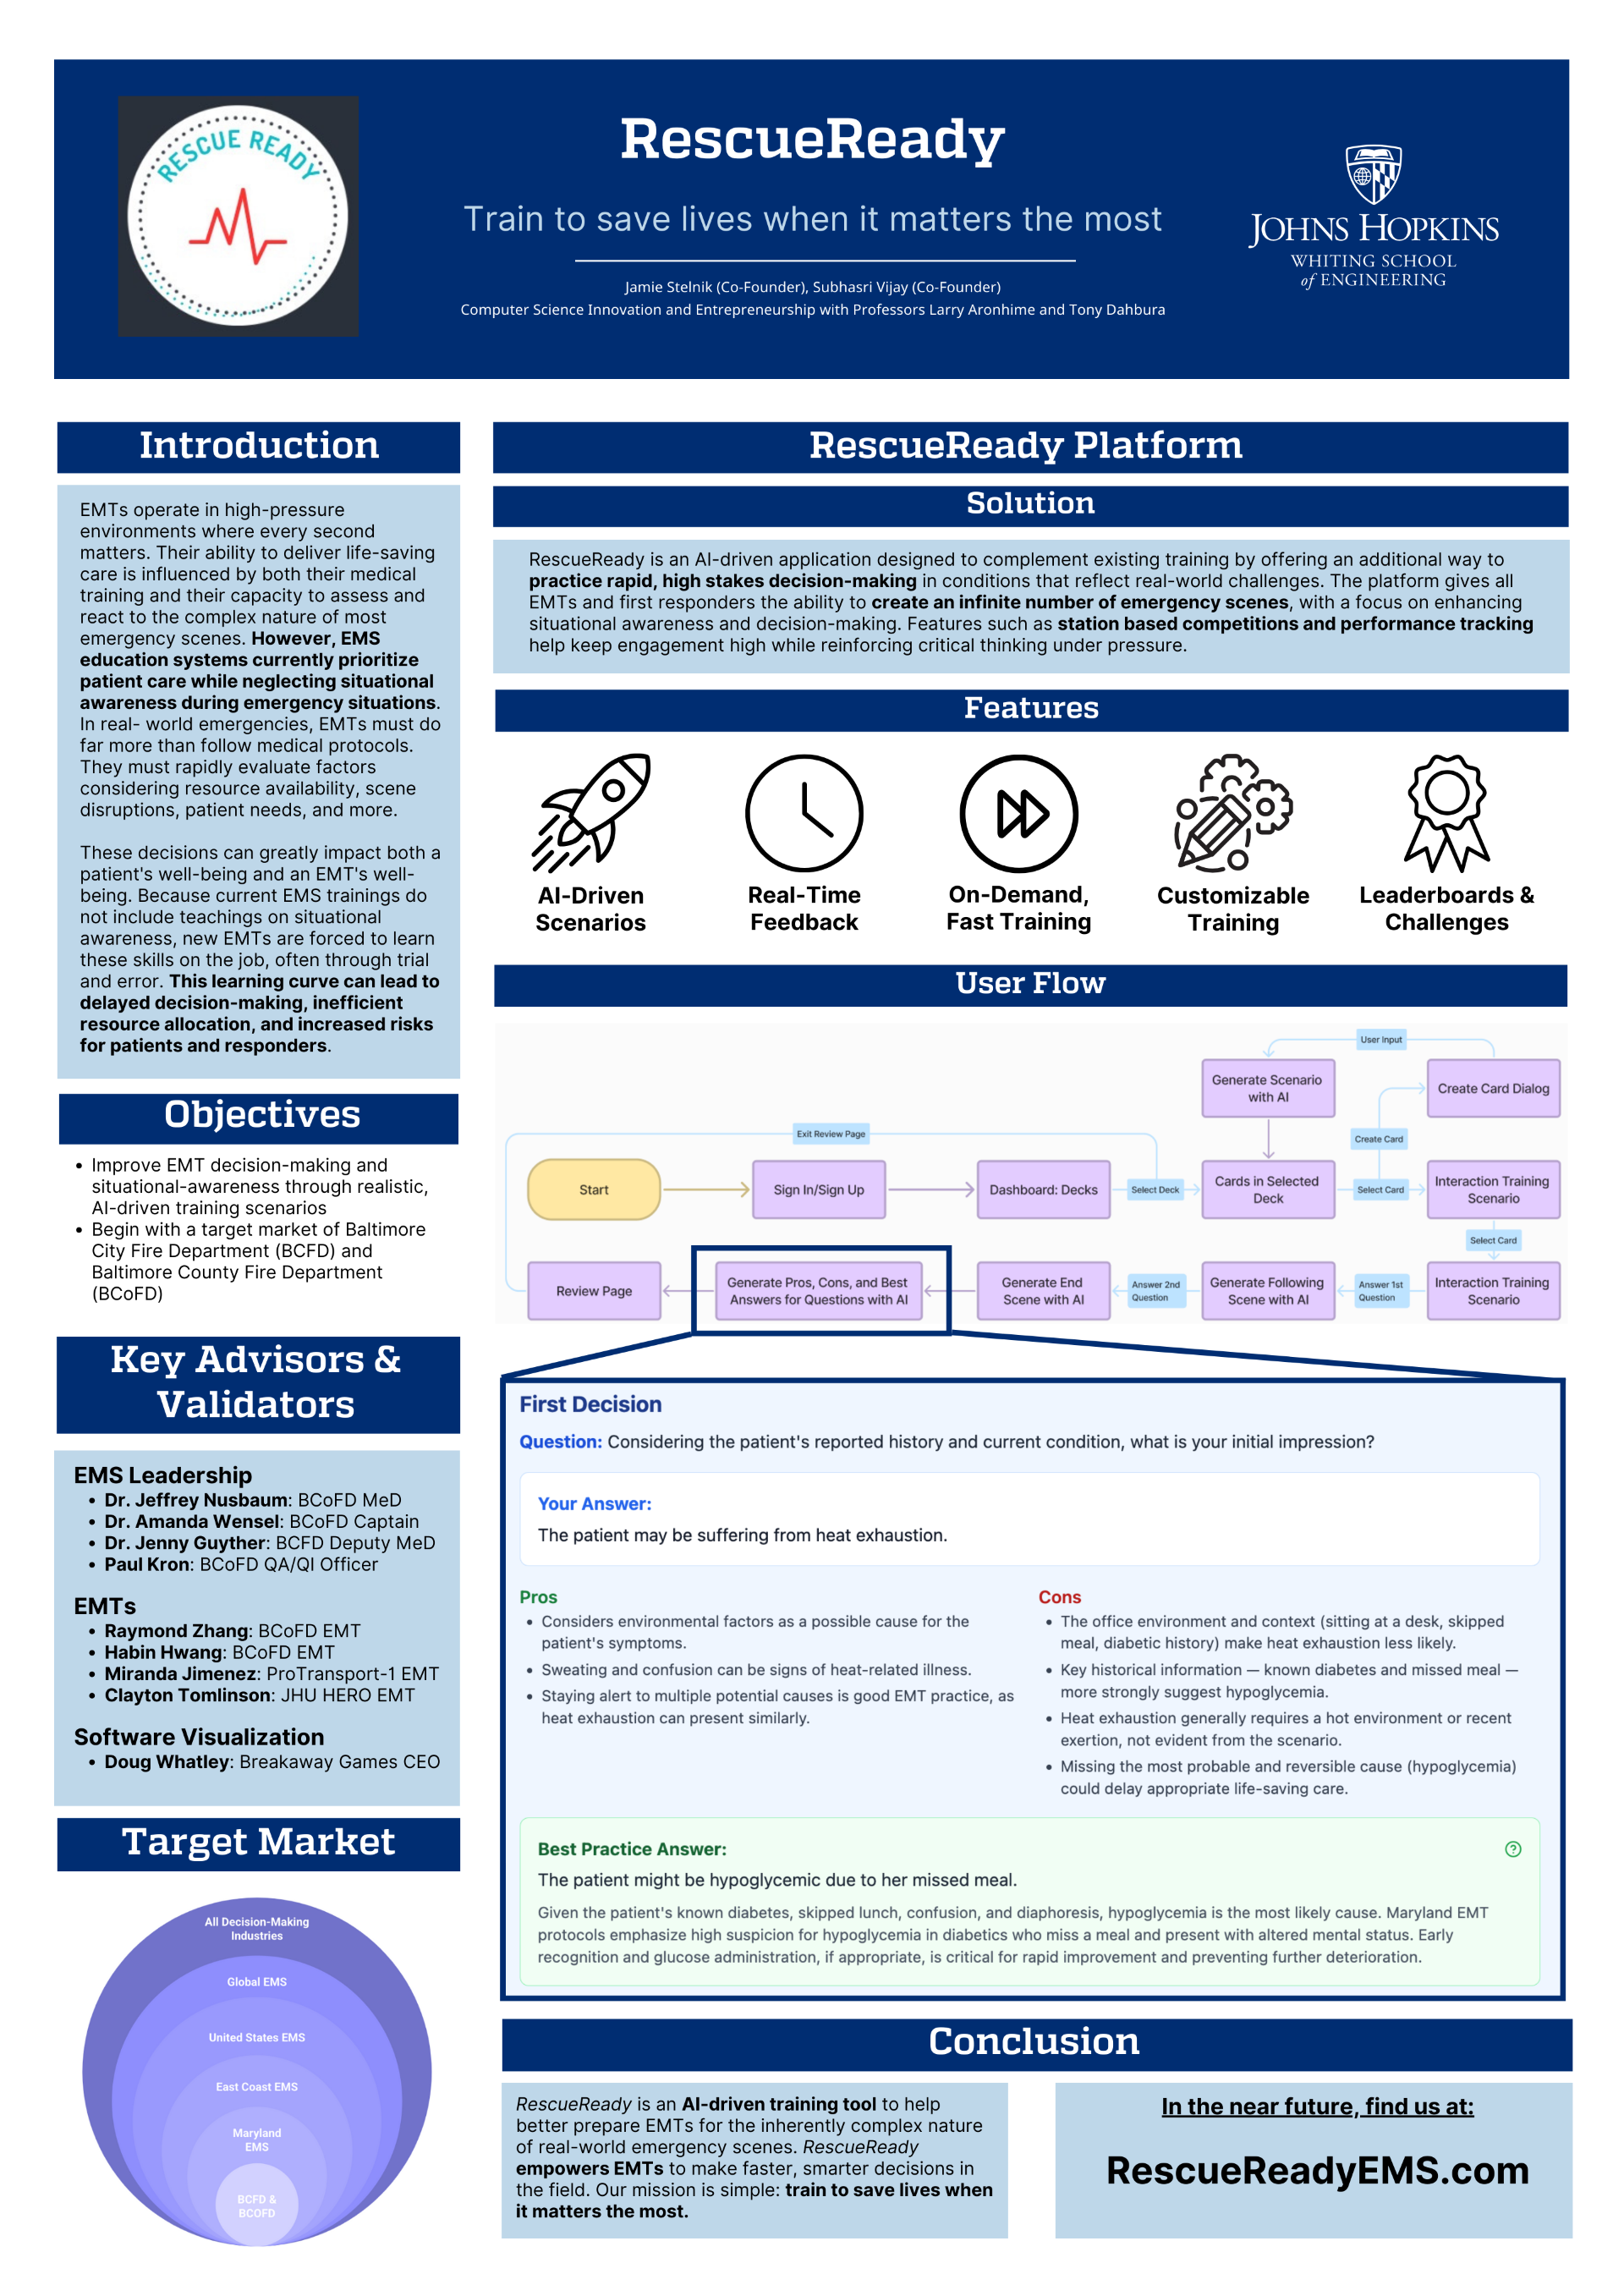 RESCUE READY
RescueReady
Train to save lives when it matters the most
Jamie Stelnik (Co-Founder), Subhasri Vijay (Co-Founder)
Computer Science Innovation and Entrepreneurship with Professors Larry Aronhime and Tony Dahbura
JOHNS HOPKINS
WHITING SCHOOL
of ENGINEERING
Introduction
EMTs operate in high-pressure
environments where every second
matters. Their ability to deliver life-saving
care is influenced by both their medical
training and their capacity to assess and
react to the complex nature of most
emergency scenes. However, EMS
education systems currently prioritize
patient care while neglecting situational
awareness during emergency situations.
In real- world emergencies, EMTs must do
far more than follow medical protocols.
They must rapidly evaluate factors
considering resource availability, scene
disruptions, patient needs, and more.
These decisions can greatly impact both a
patient's well-being and an EMT's well-
being. Because current EMS trainings do
not include teachings on situational
awareness, new EMTs are forced to learn
these skills on the job, often through trial
and error. This learning curve can lead to
delayed decision-making, inefficient
resource allocation, and increased risks
for patients and responders.
Objectives
• Improve EMT decision-making and
situational-awareness through realistic,
AI-driven training scenarios
• Begin with a target market of Baltimore
City Fire Department (BCFD) and
Baltimore County Fire Department
(BCoFD)
Key Advisors &
Validators
EMS Leadership
• Dr. Jeffrey Nusbaum: BCoFD MeD
• Dr. Amanda Wensel: BCoFD Captain
• Dr. Jenny Guyther: BCFD Deputy MeD
• Paul Kron: BCoFD QA/QI Officer
EMTs
• Raymond Zhang: BCoFD EMT
• Habin Hwang: BCoFD EMT
• Miranda Jimenez: ProTransport-1 EMT
• Clayton Tomlinson: JHU HERO EMT
Software Visualization
• Doug Whatley: Breakaway Games CEO
Target Market
All Decision-Making
Industries
Global EMS
United States EMS
East Coast EMS
Maryland
EMS
BCFD &
BCOFD
RescueReady Platform
Solution
RescueReady is an AI-driven application designed to complement existing training by offering an additional way to
practice rapid, high stakes decision-making in conditions that reflect real-world challenges. The platform gives all
EMTs and first responders the ability to create an infinite number of emergency scenes, with a focus on enhancing
situational awareness and decision-making. Features such as station based competitions and performance tracking
help keep engagement high while reinforcing critical thinking under pressure.
Features
AI-Driven
Scenarios
Real-Time
Feedback
On-Demand,
Fast Training
Customizable
Training
Leaderboards &
Challenges
User Flow
User Input
Generate Scenario
with AI
Create Card Dialog
Exit Review Page
Create Card
Start
Sign In/Sign Up
Dashboard: Decks
Select Deck
Cards in Selected
Deck
Select Card
Interaction Training
Scenario
Select Card
Review Page
Generate Pros, Cons, and Best
Answers for Questions with AI
Generate End
Scene with AI
Answer 2nd
Question
Generate Following
Scene with AI
Answer 1st
Question
Interaction Training
Scenario
First Decision
Question: Considering the patient's reported history and current condition, what is your initial impression?
Your Answer:
The patient may be suffering from heat exhaustion.
Pros
• Considers environmental factors as a possible cause for the
patient's symptoms.
• Sweating and confusion can be signs of heat-related illness.
• Staying alert to multiple potential causes is good EMT practice, as
heat exhaustion can present similarly.
Cons
• The office environment and context (sitting at a desk, skipped
meal, diabetic history) make heat exhaustion less likely.
• Key historical information — known diabetes and missed meal —
more strongly suggest hypoglycemia.
• Heat exhaustion generally requires a hot environment or recent
exertion, not evident from the scenario.
• Missing the most probable and reversible cause (hypoglycemia)
could delay appropriate life-saving care.
Best Practice Answer:
?
The patient might be hypoglycemic due to her missed meal.
Given the patient's known diabetes, skipped lunch, confusion, and diaphoresis, hypoglycemia is the most likely cause. Maryland EMT
protocols emphasize high suspicion for hypoglycemia in diabetics who miss a meal and present with altered mental status. Early
recognition and glucose administration, if appropriate, is critical for rapid improvement and preventing further deterioration.
Conclusion
RescueReady is an AI-driven training tool to help
better prepare EMTs for the inherently complex nature
of real-world emergency scenes. RescueReady
empowers EMTs to make faster, smarter decisions in
the field. Our mission is simple: train to save lives when
it matters the most.
In the near future, find us at:
RescueReadyEMS.com